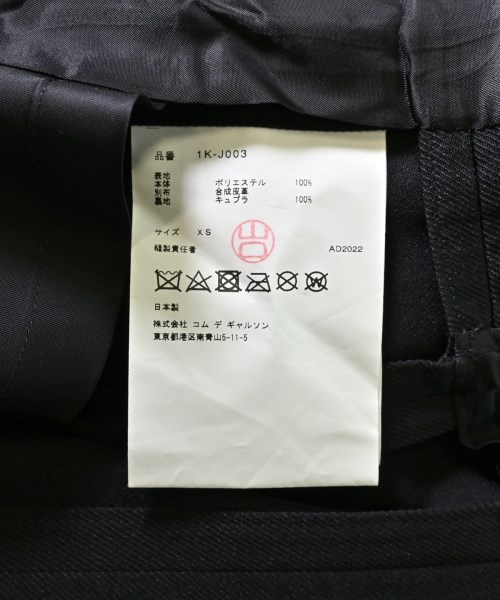 品番 1K-J003
表地
本体 ポリエステル 100%
別布 合成皮革
裏地 キュプラ 100%
サイズ XS
縫製責任者 AD2022
W
日本製
株式会社 コム デ ギャルソン
東京都港区南青山5-11-5